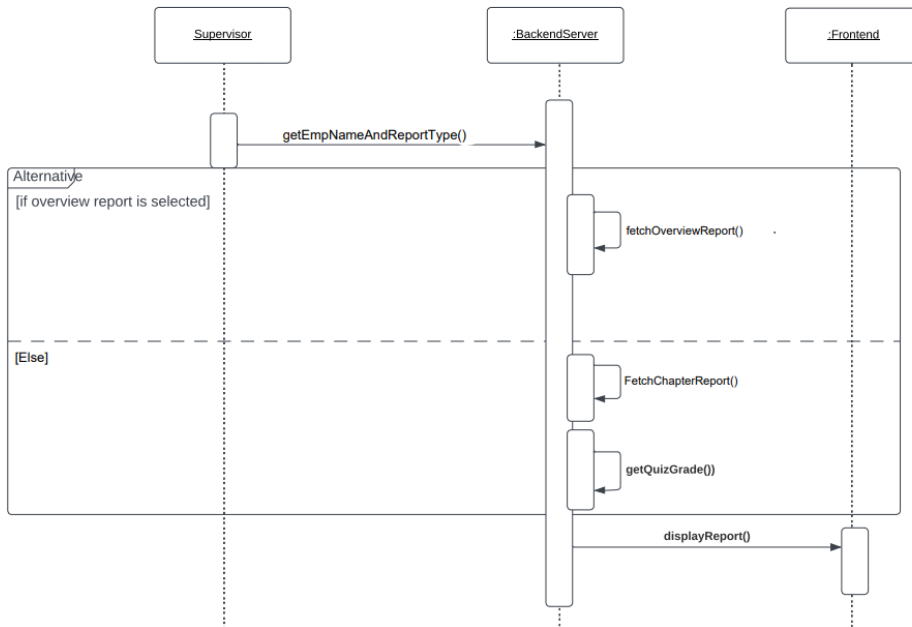 Supervisor
:BackendServer
:Frontend
getEmpNameAndReportType()
Alternative
[if overview report is selected]
fetchOverviewReport()
[Else]
FetchChapterReport()
getQuizGrade())
displayReport()